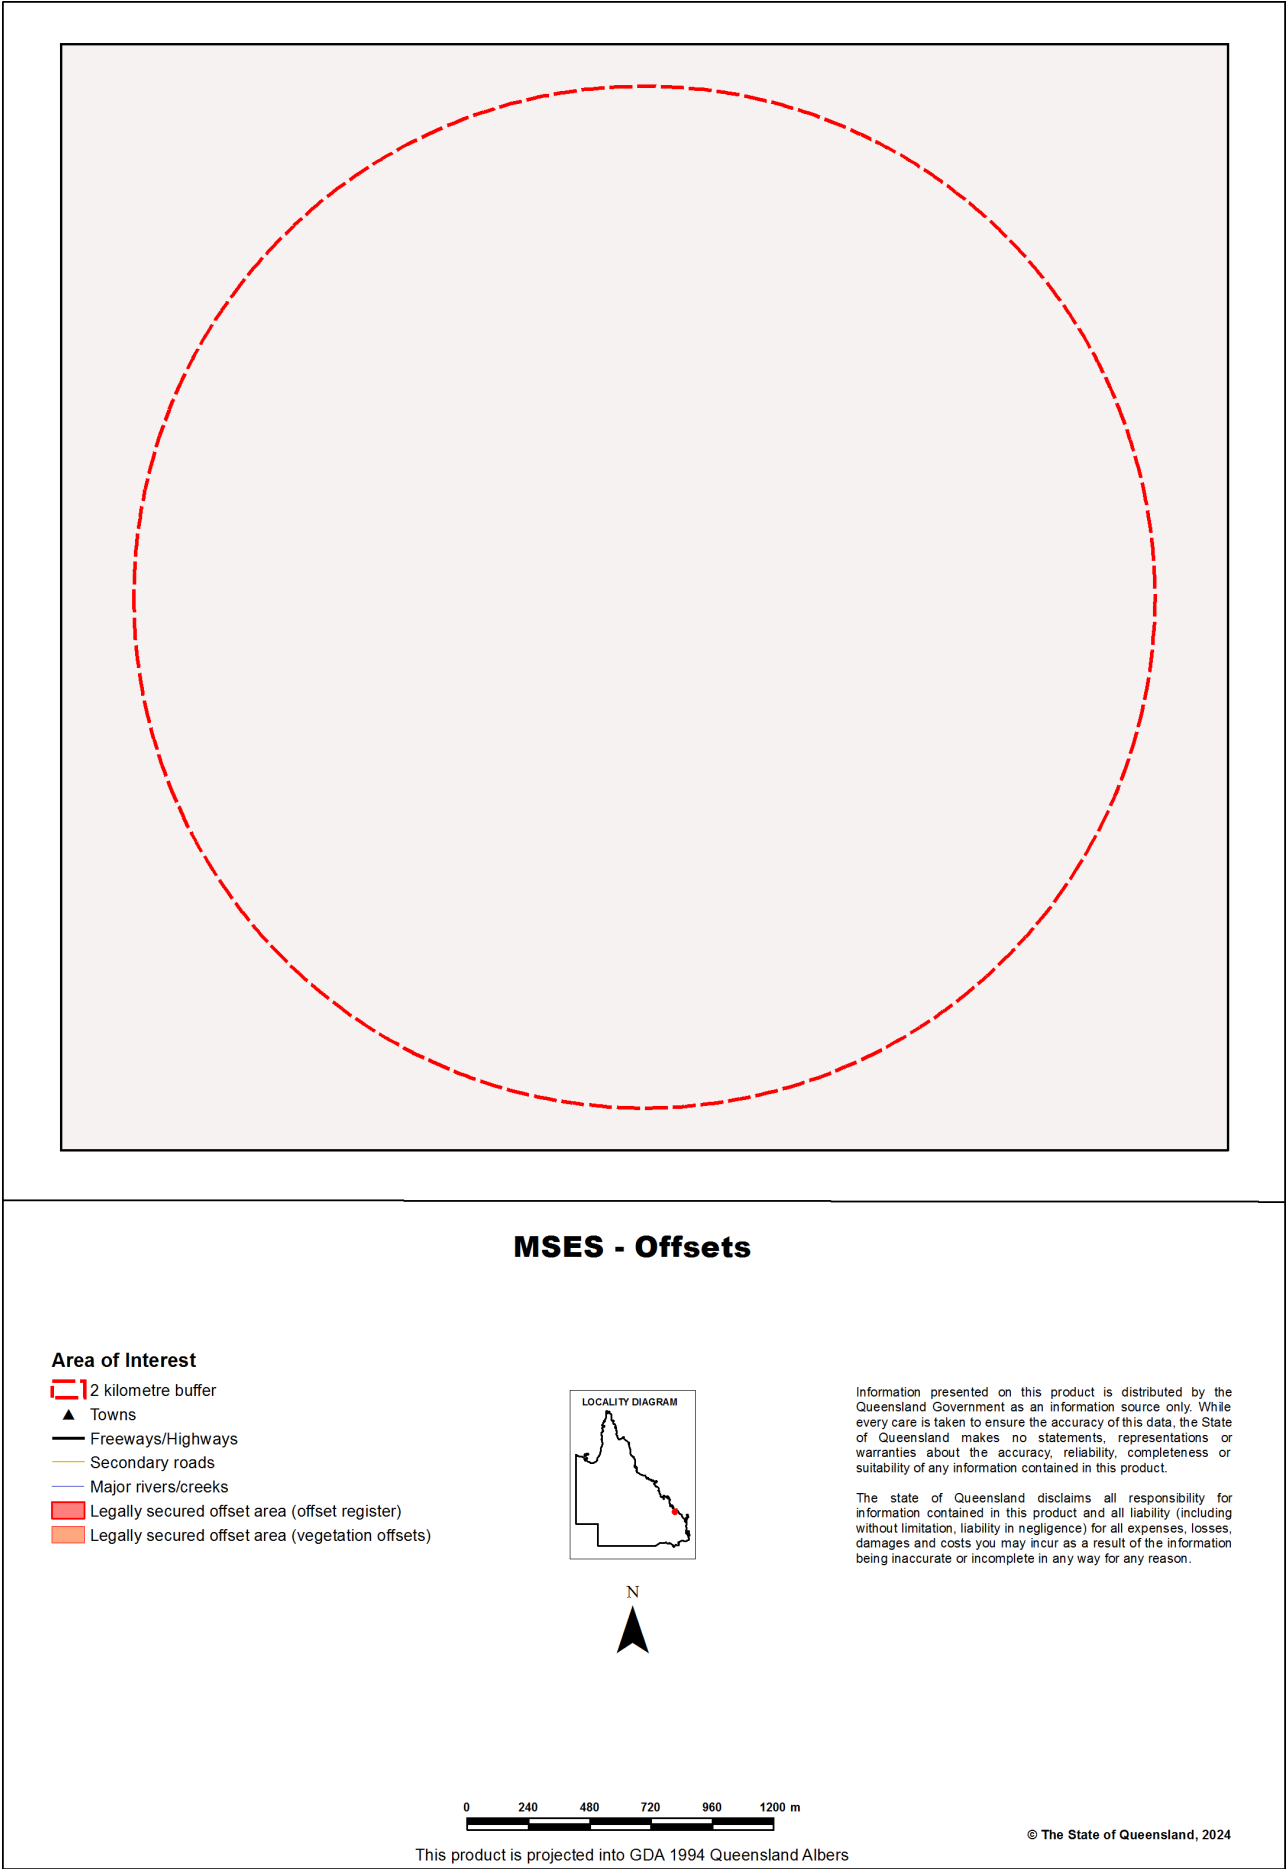 MSES - Offsets
Area of Interest
2 kilometre buffer
Towns
Freeways/Highways
Secondary roads
Major rivers/creeks
Legally secured offset area (offset register)
Legally secured offset area (vegetation offsets)
LOCALITY DIAGRAM
N
Information presented on this product is distributed by the
Queensland Government as an information source only. While
every care is taken to ensure the accuracy of this data, the State
of Queensland makes no statements, representations or
warranties about the accuracy, reliability, completeness or
suitability of any information contained in this product.
The state of Queensland disclaims all responsibility for
information contained in this product and all liability (including
without limitation, liability in negligence) for all expenses, losses,
damages and costs you may incur as a result of the information
being inaccurate or incomplete in any way for any reason.
0 240 480 720 960 1200 m
© The State of Queensland, 2024
This product is projected into GDA 1994 Queensland Albers